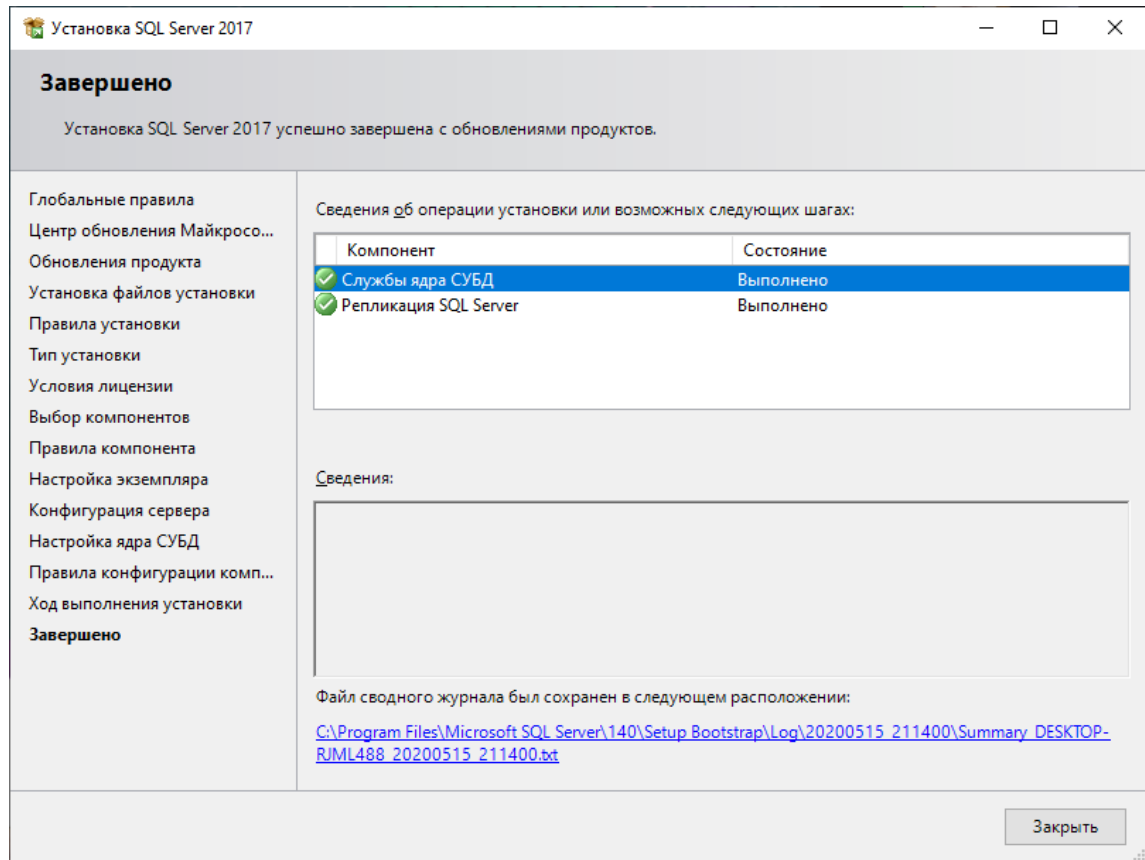 Установка SQL Server 2017
Завершено
Установка SQL Server 2017 успешно завершена с обновлениями продуктов.
Глобальные правила
Центр обновления Майкросо...
Обновления продукта
Установка файлов установки
Правила установки
Тип установки
Условия лицензии
Выбор компонентов
Правила компонента
Настройка экземпляра
Конфигурация сервера
Настройка ядра СУБД
Правила конфигурации комп...
Ход выполнения установки
Завершено
Сведения об операции установки или возможных следующих шагах:
Компонент Состояние
Службы ядра СУБД Выполнено
Репликация SQL Server Выполнено
Сведения:
Файл сводного журнала был сохранен в следующем расположении:
C:\Program Files\Microsoft SQL Server\140\Setup Bootstrap\Log\20200515_211400\Summary_DESKTOP-
RJML488_20200515_211400.txt
Закрыть